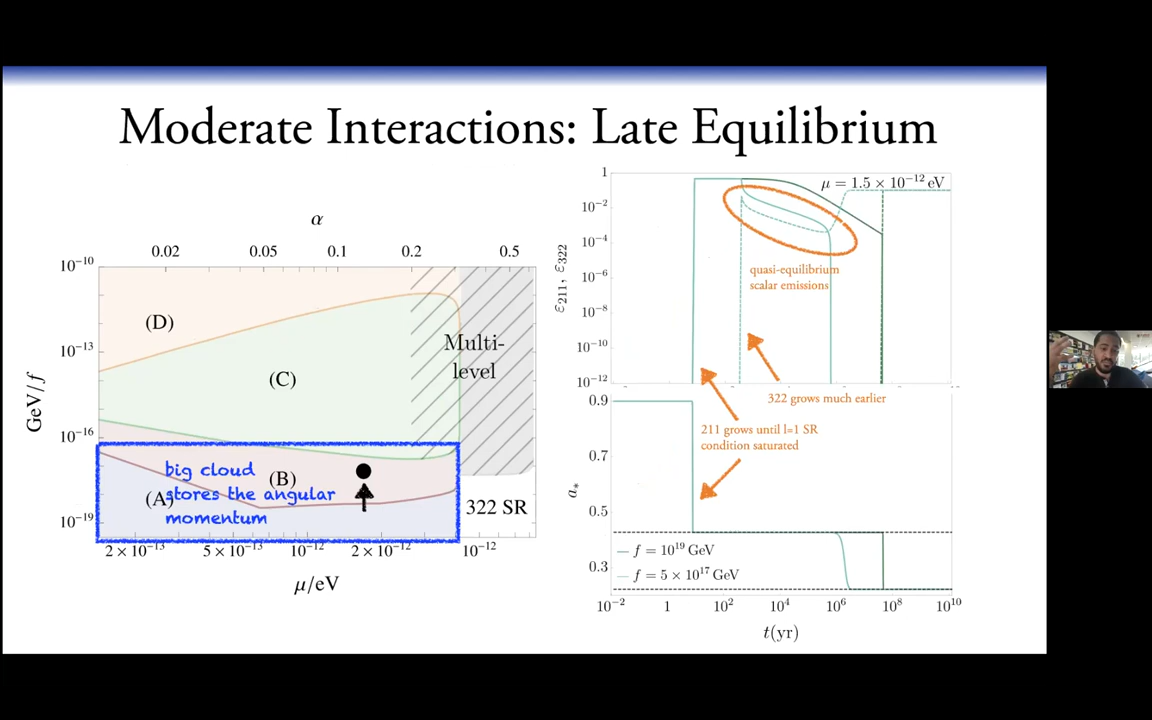 Moderate Interactions: Late Equilibrium
α
0.02 0.05 0.1 0.2 0.5
10⁻¹⁰
10⁻¹³
10⁻¹⁶
10⁻¹⁹
GeV/f
(D)
(C)
Multi-
level
(B)
(A)
big cloud
stores the angular
momentum
322 SR
2×10⁻¹³ 5×10⁻¹³ 10⁻¹² 2×10⁻¹² 10⁻¹²
μ/eV
1
10⁻²
10⁻⁴
10⁻⁶
10⁻⁸
10⁻¹⁰
10⁻¹²
ε₂₁₁, ε₃₂₂
μ = 1.5 × 10⁻¹² eV
quasi-equilibrium
scalar emissions
322 grows much earlier
211 grows until l=1 SR
condition saturated
0.9
0.7
0.5
0.3
a*
f = 10¹⁹ GeV
f = 5 × 10¹⁷ GeV
10⁻² 1 10² 10⁴ 10⁶ 10⁸ 10¹⁰
t(yr)